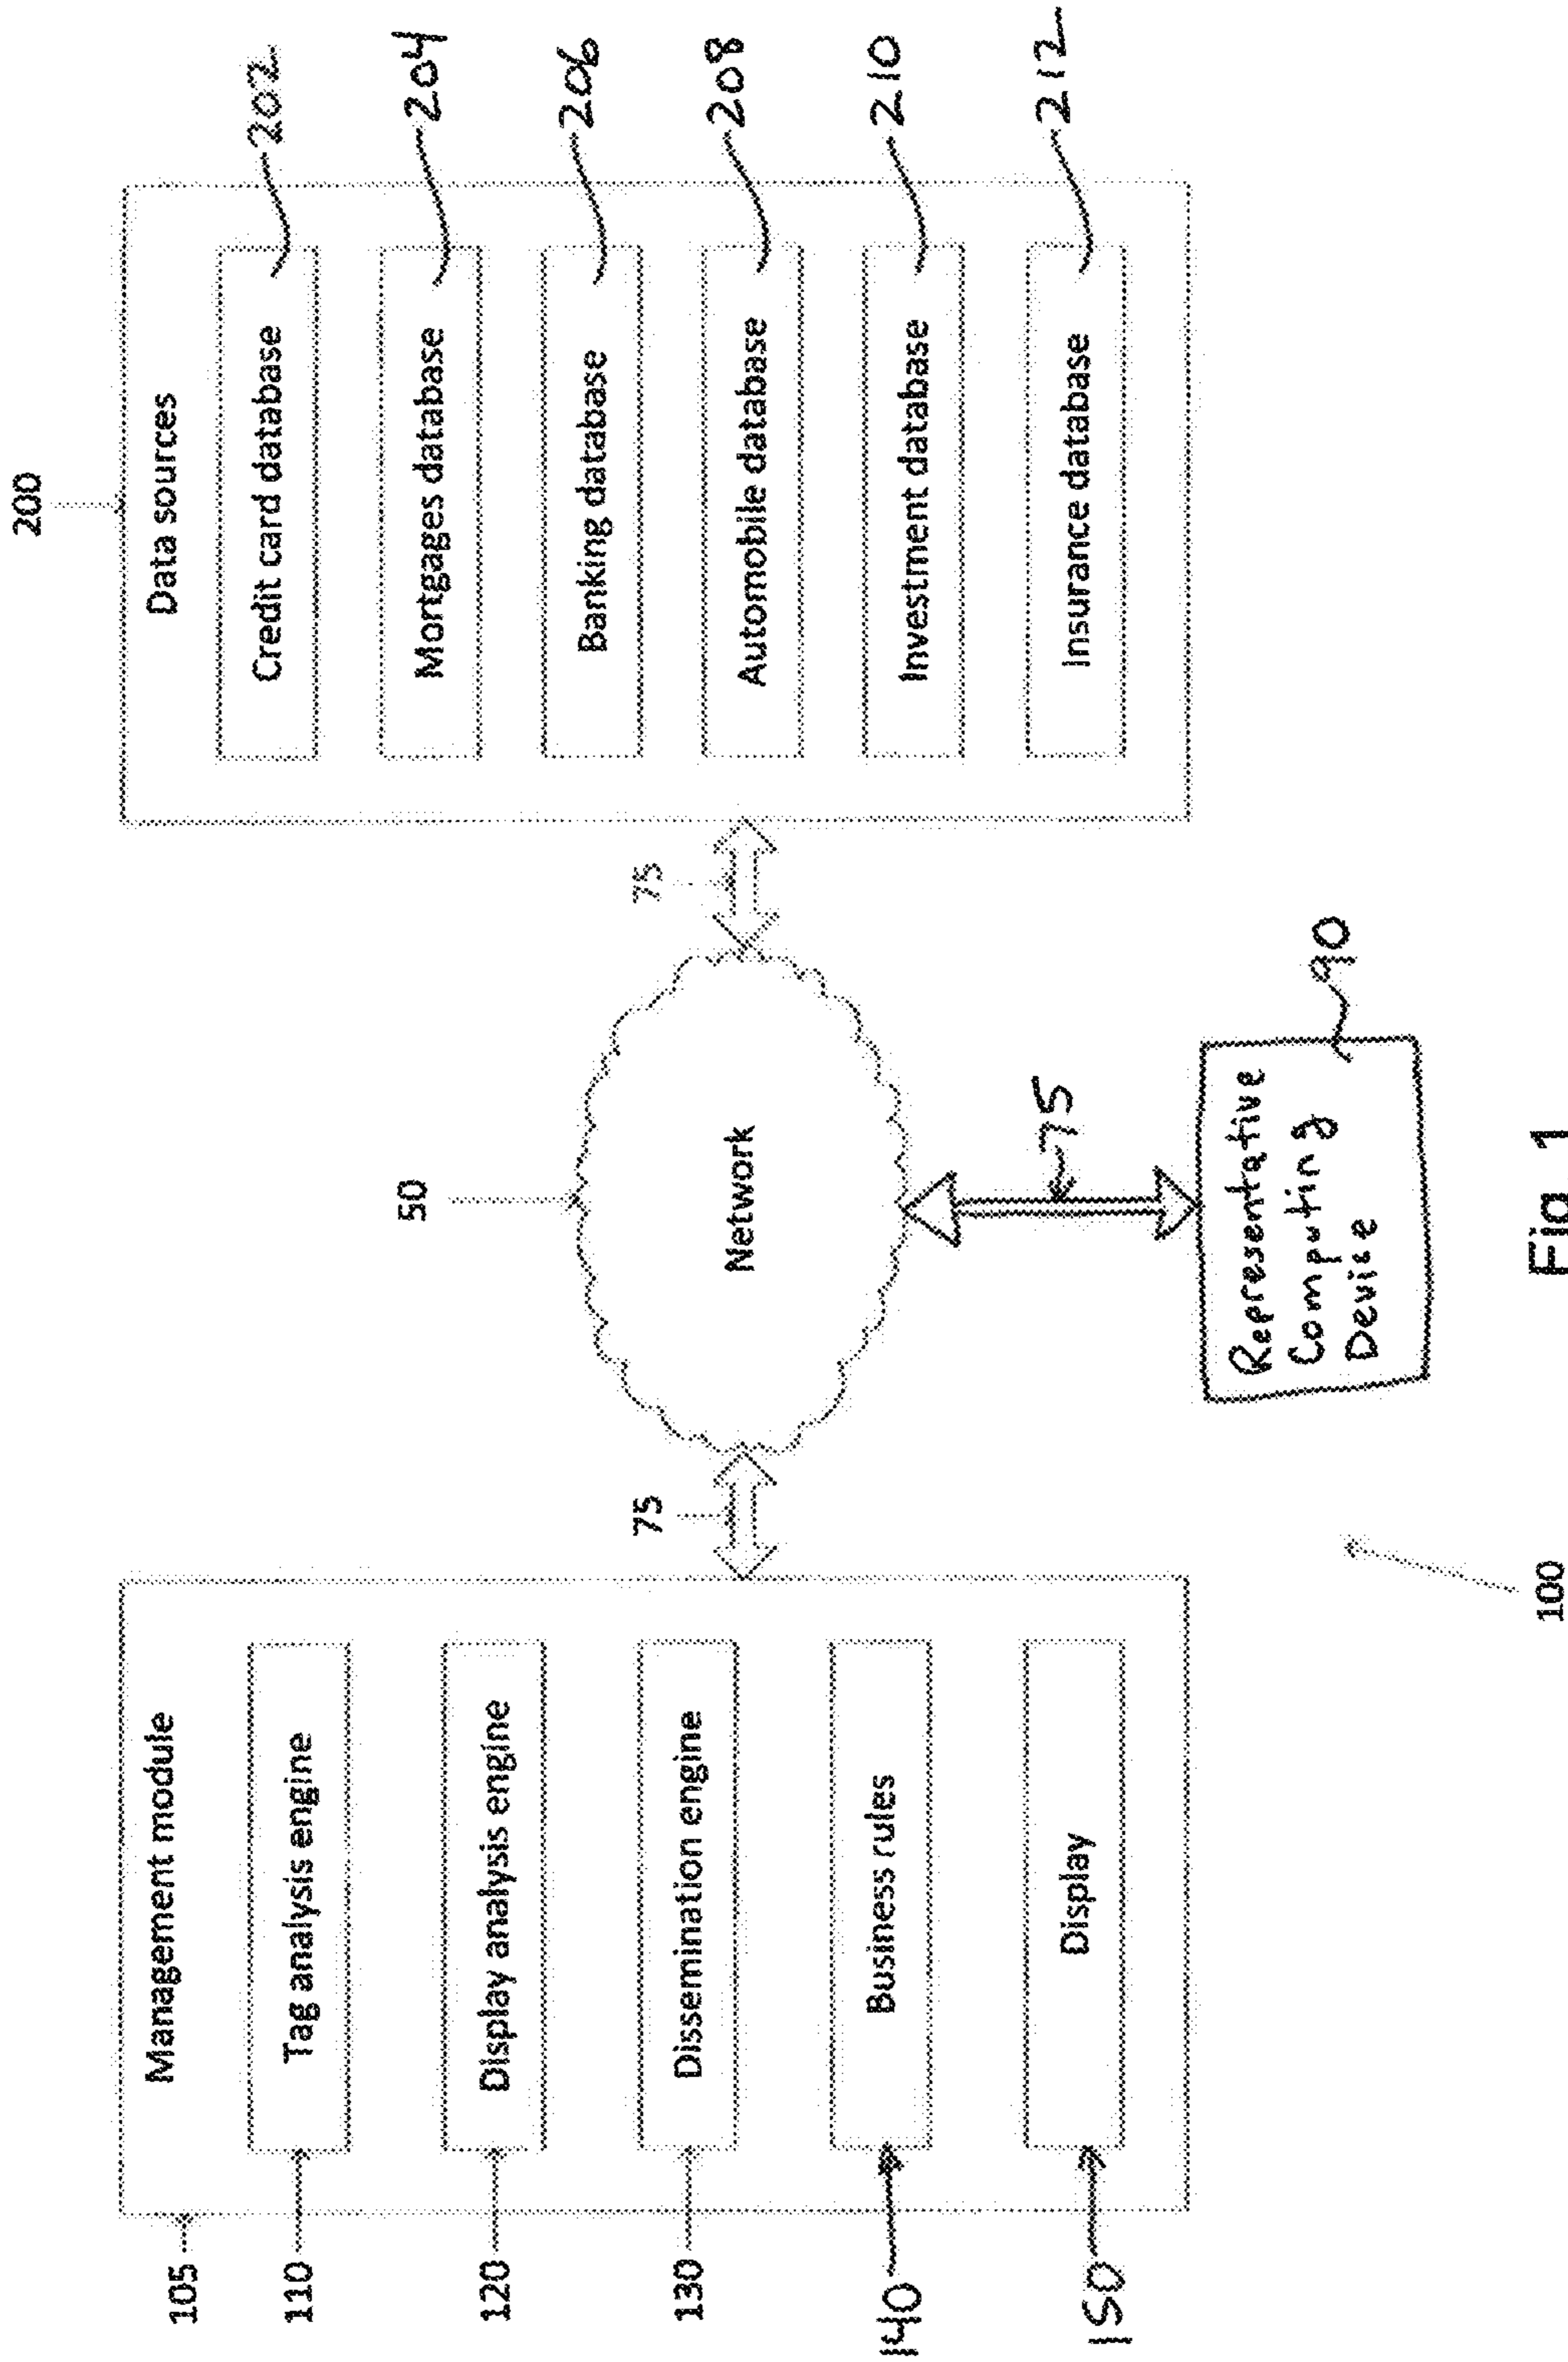 105
Management module
110
Tag analysis engine
120
Display analysis engine
130
Dissemination engine
140
Business rules
150
Display
75
50
Network
75
75
Representative
Computing
Device
90
200
Data sources
Credit card database
202
Mortgages database
204
Banking database
206
Automobile database
208
Investment database
210
Insurance database
212
100
Fig. 1